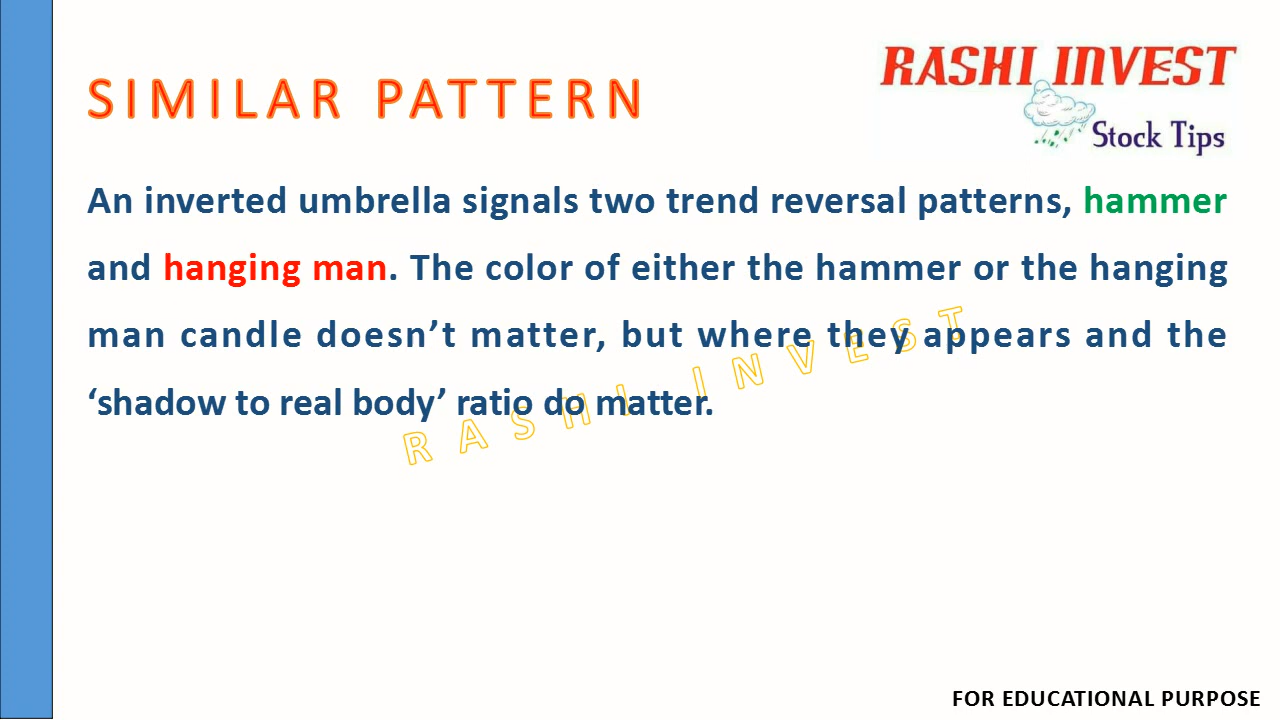 SIMILAR PATTERN
RASHI INVEST
Stock Tips
An inverted umbrella signals two trend reversal patterns, hammer
and hanging man. The color of either the hammer or the hanging
man candle doesn’t matter, but where they appears and the
‘shadow to real body’ ratio do matter.
RASHI INVEST
FOR EDUCATIONAL PURPOSE